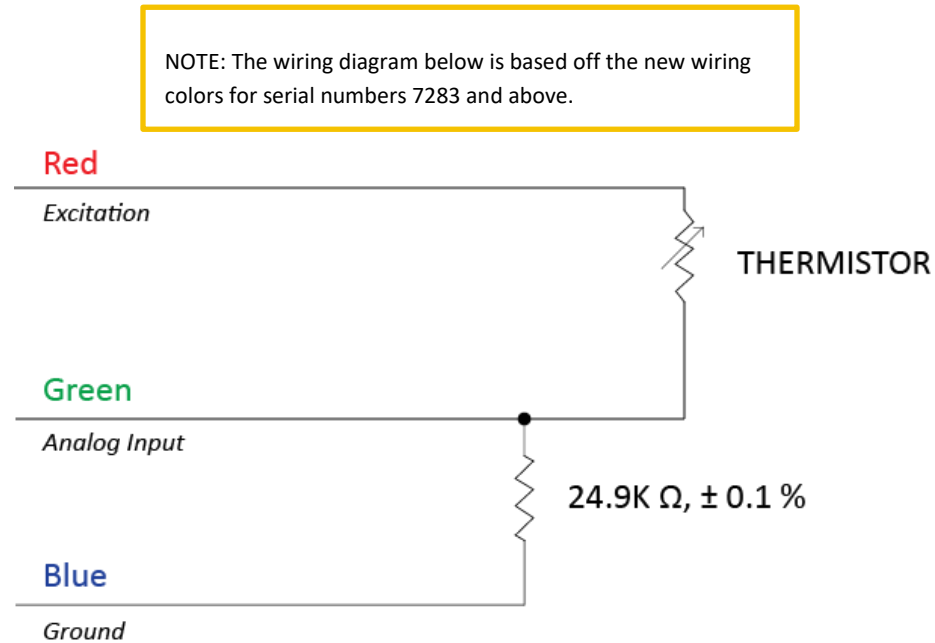 NOTE: The wiring diagram below is based off the new wiring
colors for serial numbers 7283 and above.
Red
Excitation
THERMISTOR
Green
Analog Input
24.9K Ω, ± 0.1 %
Blue
Ground